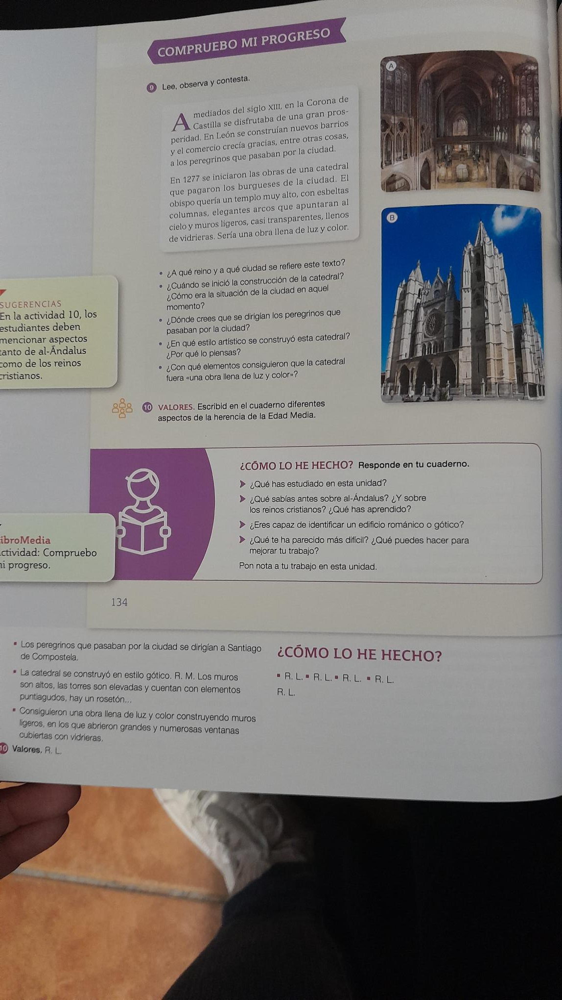 COMPRUEBO MI PROGRESO
9 Lee, observa y contesta.
A mediados del siglo XIII, en la Corona de
Castilla se disfrutaba de una gran pros-
peridad. En León se construían nuevos barrios
y el comercio crecía gracias, entre otras cosas,
a los peregrinos que pasaban por la ciudad.
En 1277 se iniciaron las obras de una catedral
que pagaron los burgueses de la ciudad. El
obispo quería un templo muy alto, con esbeltas
columnas, elegantes arcos que apuntaran al
cielo y muros ligeros, casi transparentes, llenos
de vidrieras. Sería una obra llena de luz y color.
A
B
• ¿A qué reino y a qué ciudad se refiere este texto?
• ¿Cuándo se inició la construcción de la catedral?
¿Cómo era la situación de la ciudad en aquel
momento?
• ¿Dónde crees que se dirigían los peregrinos que
pasaban por la ciudad?
• ¿En qué estilo artístico se construyó esta catedral?
¿Por qué lo piensas?
• ¿Con qué elementos consiguieron que la catedral
fuera «una obra llena de luz y color»?
SUGERENCIAS
En la actividad 10, los
estudiantes deben
mencionar aspectos
tanto de al-Ándalus
como de los reinos
cristianos.
10 VALORES. Escribid en el cuaderno diferentes
aspectos de la herencia de la Edad Media.
¿CÓMO LO HE HECHO? Responde en tu cuaderno.
¿Qué has estudiado en esta unidad?
¿Qué sabías antes sobre al-Ándalus? ¿Y sobre
los reinos cristianos? ¿Qué has aprendido?
¿Eres capaz de identificar un edificio románico o gótico?
¿Qué te ha parecido más difícil? ¿Qué puedes hacer para
mejorar tu trabajo?
Pon nota a tu trabajo en esta unidad.
ibroMedia
ctividad: Compruebo
ni progreso.
134
▪ Los peregrinos que pasaban por la ciudad se dirigían a Santiago
de Compostela.
▪ La catedral se construyó en estilo gótico. R. M. Los muros
son altos, las torres son elevadas y cuentan con elementos
puntiagudos, hay un rosetón...
▪ Consiguieron una obra llena de luz y color construyendo muros
ligeros, en los que abrieron grandes y numerosas ventanas
cubiertas con vidrieras.
10 Valores. R. L.
¿CÓMO LO HE HECHO?
▪ R. L. ▪ R. L. ▪ R. L. ▪ R. L.
R. L.